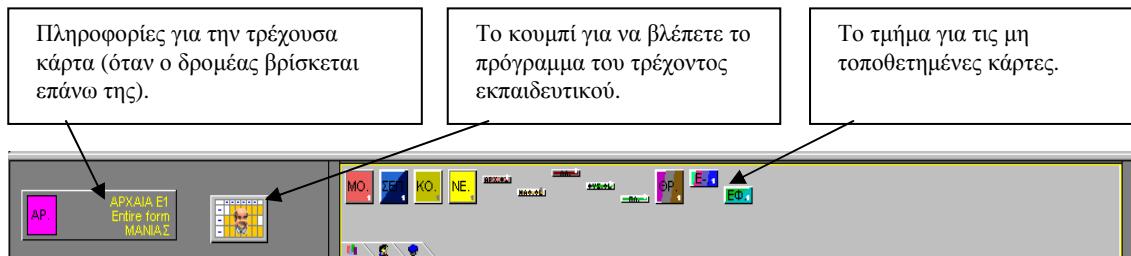 Πληροφορίες για την τρέχουσα
κάρτα (όταν ο δρομέας βρίσκεται
επάνω της).
Το κουμπί για να βλέπετε το
πρόγραμμα του τρέχοντος
εκπαιδευτικού.
Το τμήμα για τις μη
τοποθετημένες κάρτες.
ΑΡ.
ΑΡΧΑΙΑ Ε1
Entire form
ΜΑΝΙΑΣ
ΜΟ.
ΣΕΠ
ΚΟ.
ΝΕ.
ΘΡ.
Ε-.
ΕΦ.